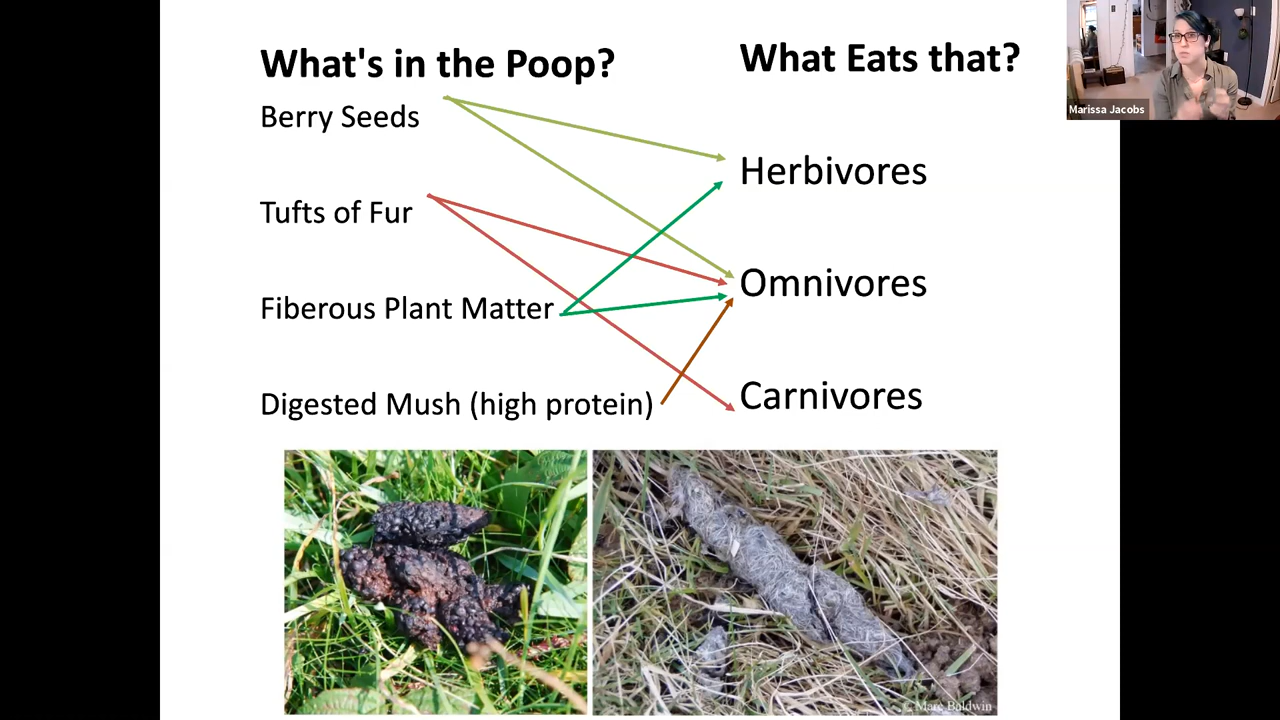 What's in the Poop?
Berry Seeds
Tufts of Fur
Fiberous Plant Matter
Digested Mush (high protein)
What Eats that?
Herbivores
Omnivores
Carnivores
Marissa Jacobs
© Marc Baldwin